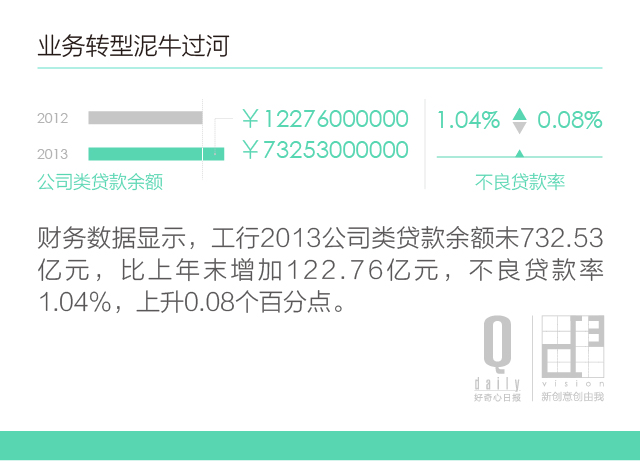 业务转型泥牛过河
2012
￥12276000000
1.04%
0.08%
2013
￥73253000000
公司类贷款余额
不良贷款率
财务数据显示，工行2013公司类贷款余额未732.53
亿元，比上年末增加122.76亿元，不良贷款率
1.04%，上升0.08个百分点。
Q
daily
好奇心日报
vision
新创意创由我